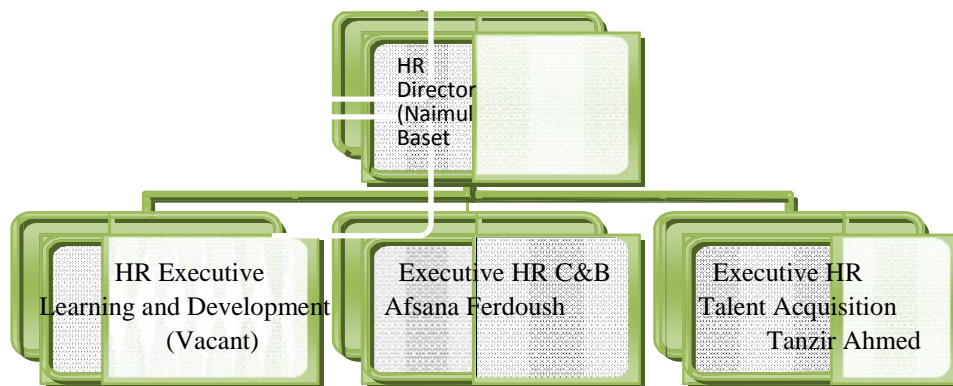 HR
Director
(Naimul
Baset
HR Executive
Learning and Development
(Vacant)
Executive HR C&B
Afsana Ferdoush
Executive HR
Talent Acquisition
Tanzir Ahmed